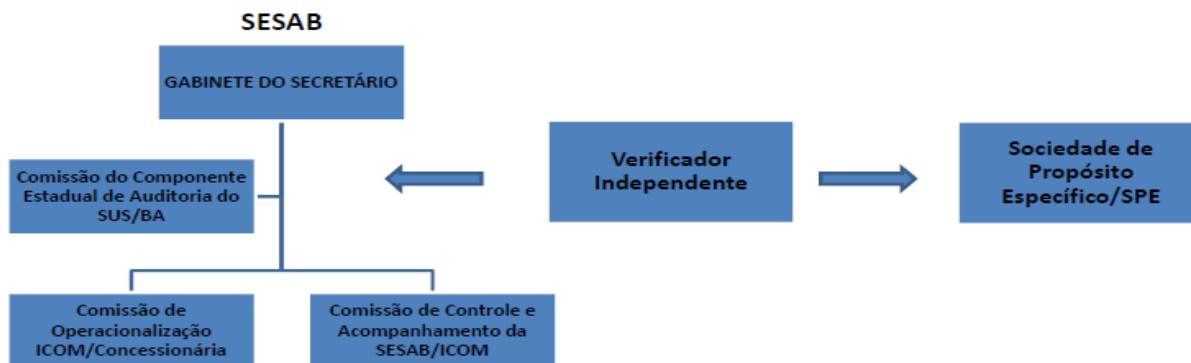 SESAB
GABINETE DO SECRETÁRIO
Comissão do Componente
Estadual de Auditoria do
SUS/BA
Comissão de
Operacionalização
ICOM/Concessionária
Comissão de Controle e
Acompanhamento da
SESAB/ICOM
Verificador
Independente
Sociedade de
Propósito
Específico/SPE